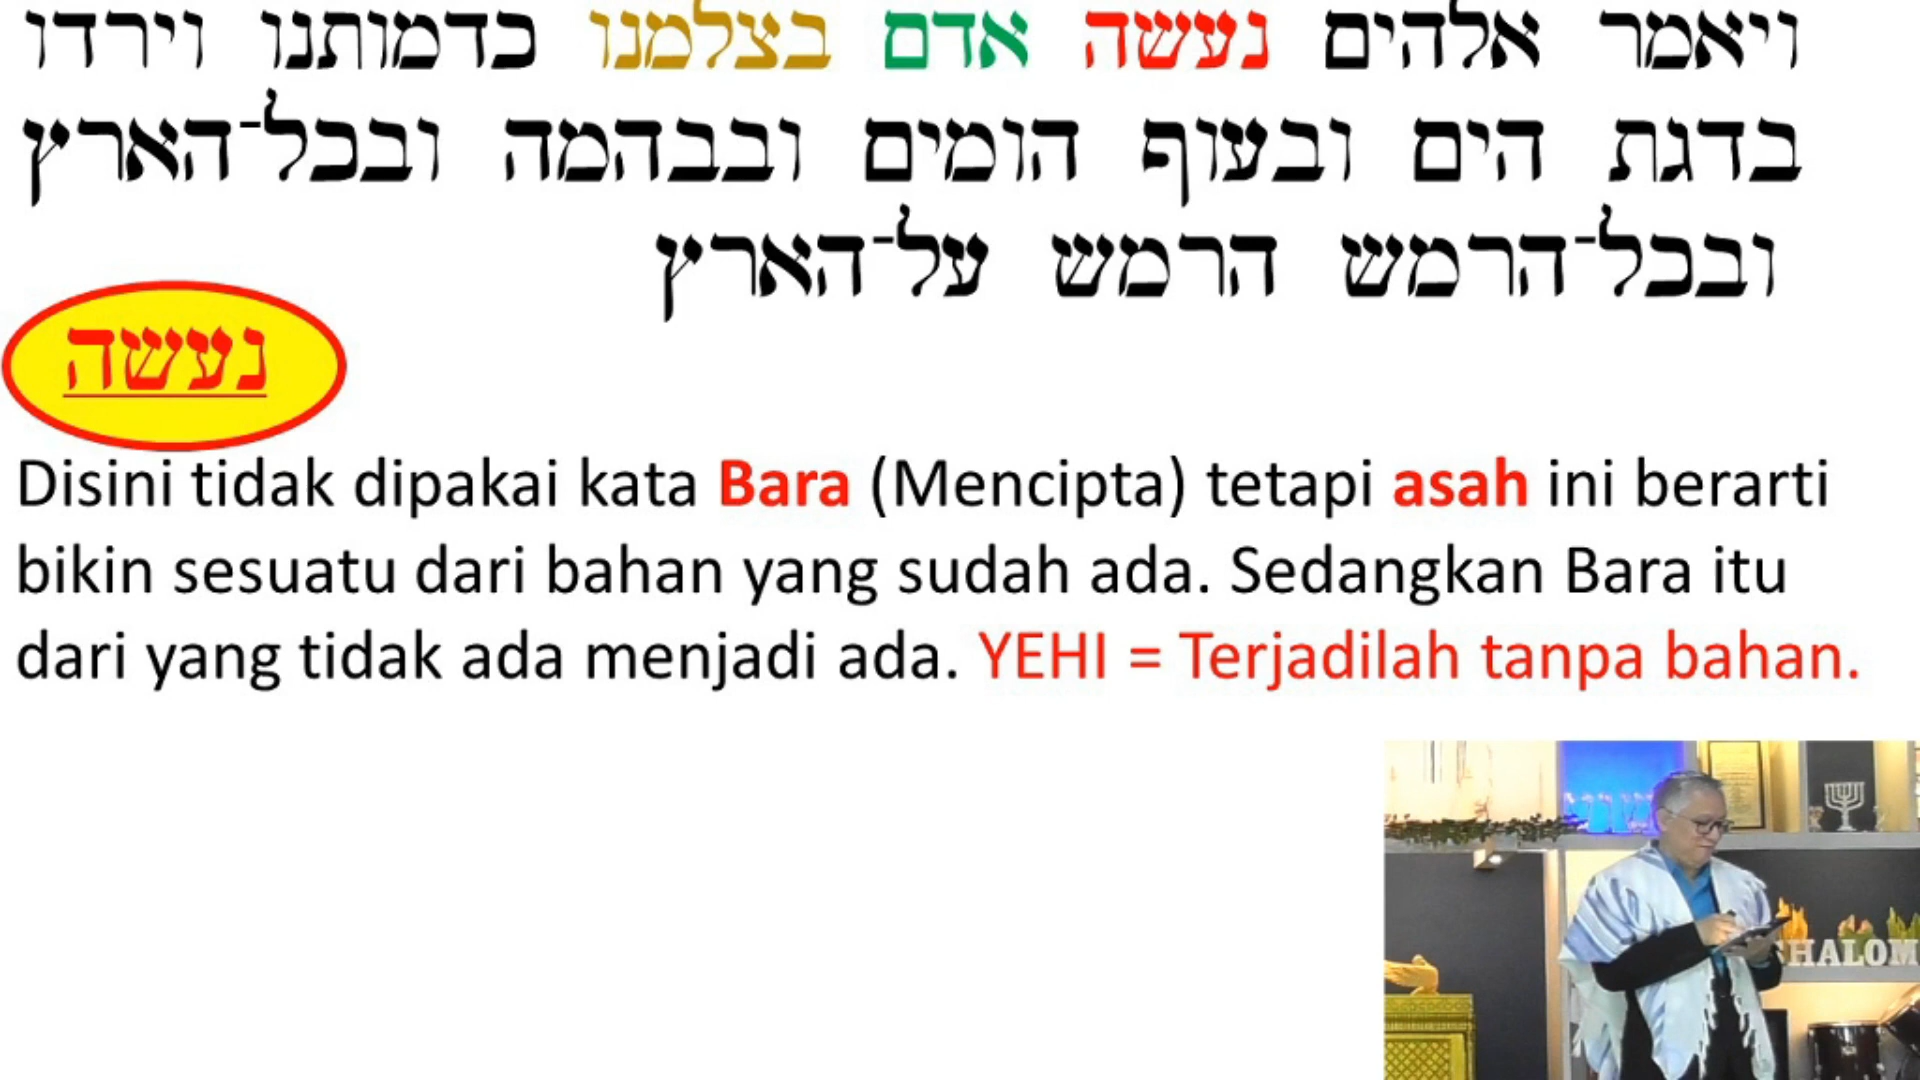 ויאמר אלהים נעשה אדם בצלמנו כדמותנו וירדו
בדגת הים ובעוף הומים ובבהמה ובכל־הארץ
ובכל־הרמש הרמש על־הארץ
נעשה
Disini tidak dipakai kata Bara (Mencipta) tetapi asah ini berarti
bikin sesuatu dari bahan yang sudah ada. Sedangkan Bara itu
dari yang tidak ada menjadi ada. YEHI = Terjadilah tanpa bahan.
SHALOM